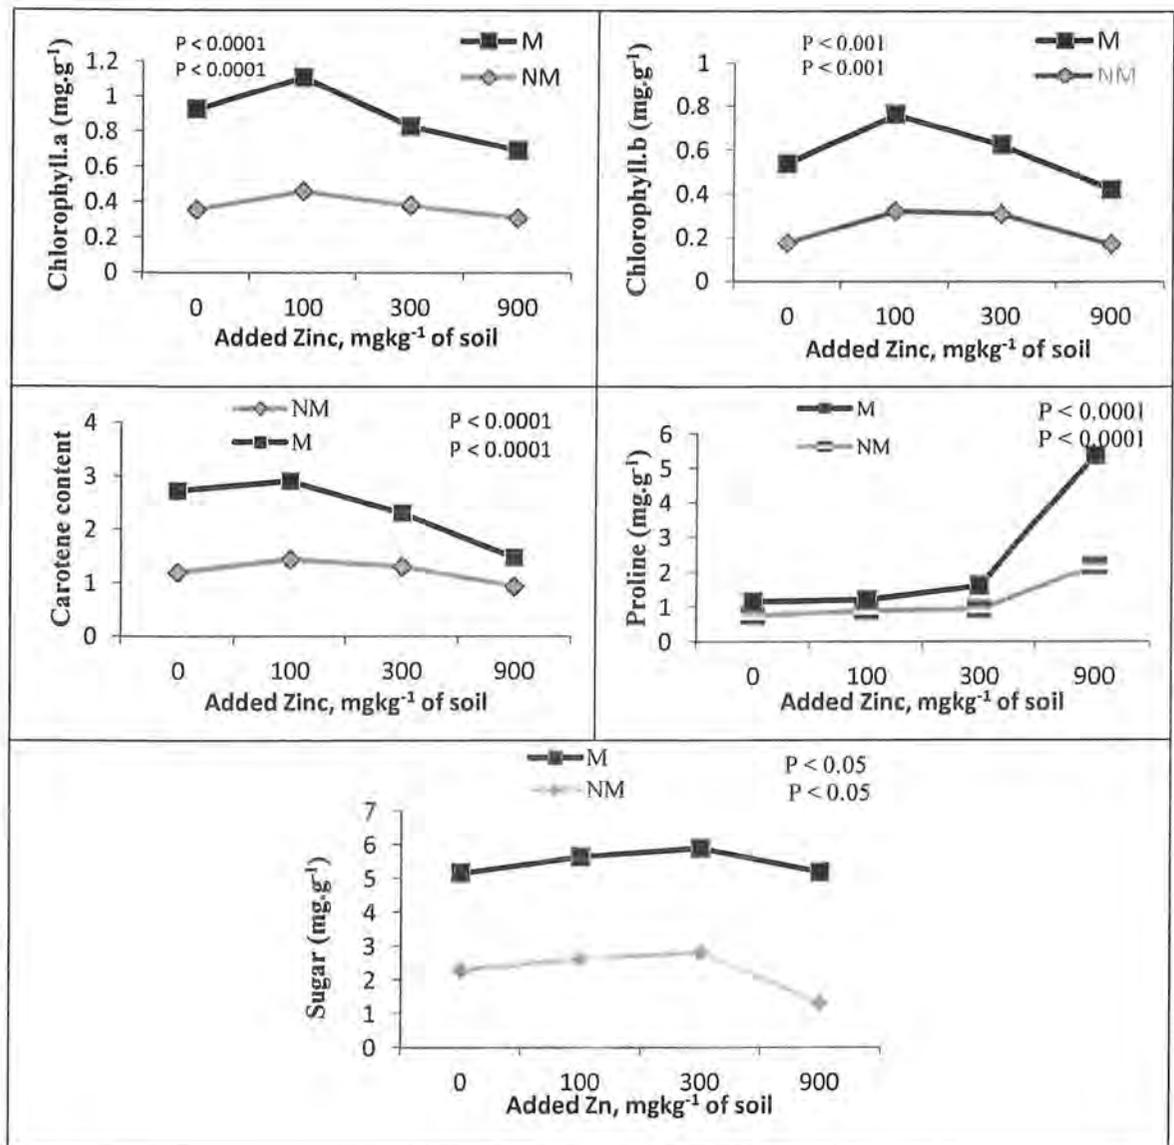 P < 0.0001
P < 0.0001
M
NM
Chlorophyll.a (mg.g⁻¹)
1.2
1
0.8
0.6
0.4
0.2
0
0 100 300 900
Added Zinc, mgkg⁻¹ of soil
P < 0.001
P < 0.001
M
NM
Chlorophyll.b (mg.g⁻¹)
1
0.8
0.6
0.4
0.2
0
0 100 300 900
Added Zinc, mgkg⁻¹ of soil
NM
M
P < 0.0001
P < 0.0001
Carotene content
4
3
2
1
0
0 100 300 900
Added Zinc, mgkg⁻¹ of soil
M
NM
P < 0.0001
P < 0.0001
Proline (mg.g⁻¹)
6
5
4
3
2
1
0
0 100 300 900
Added Zinc, mgkg⁻¹ of soil
M
NM
P < 0.05
P < 0.05
Sugar (mg.g⁻¹)
7
6
5
4
3
2
1
0
0 100 300 900
Added Zn, mgkg⁻¹ of soil